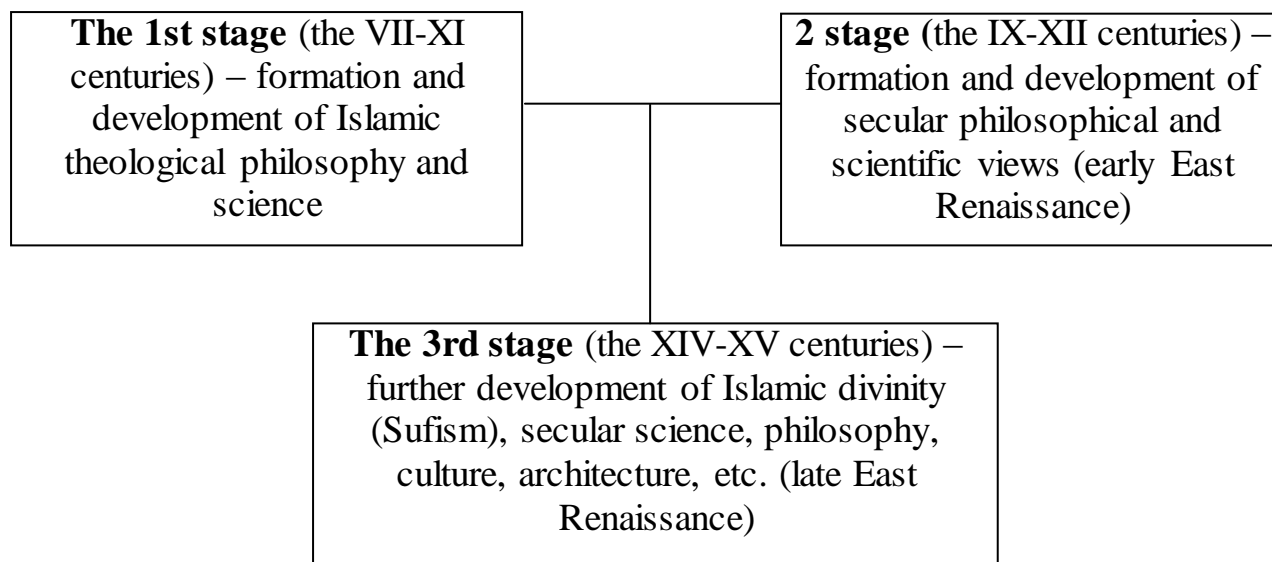 The 1st stage (the VII-XI
centuries) – formation and
development of Islamic
theological philosophy and
science
2 stage (the IX-XII centuries) –
formation and development of
secular philosophical and
scientific views (early East
Renaissance)
The 3rd stage (the XIV-XV centuries) –
further development of Islamic divinity
(Sufism), secular science, philosophy,
culture, architecture, etc. (late East
Renaissance)